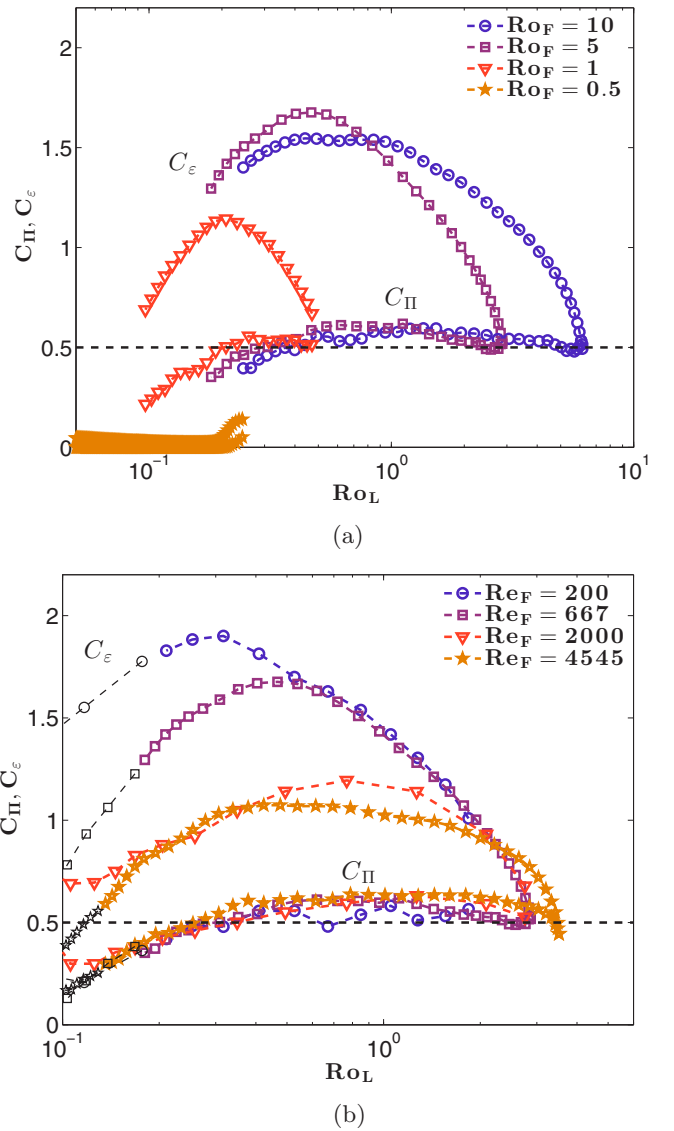 2
1.5
1
0.5
0
C_Π, C_ε
Ro_F = 10
Ro_F = 5
Ro_F = 1
Ro_F = 0.5
C_ε
C_Π
10^{-1}
10^0
10^1
Ro_L
(a)
2
1.5
1
0.5
0
C_Π, C_ε
Re_F = 200
Re_F = 667
Re_F = 2000
Re_F = 4545
C_ε
C_Π
10^{-1}
10^0
Ro_L
(b)